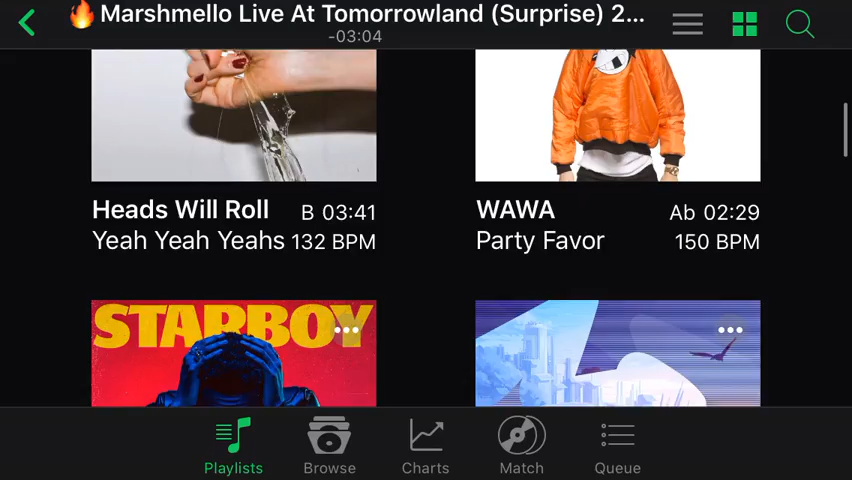 🔥 Marshmello Live At Tomorrowland (Surprise) 2...
-03:04
Heads Will Roll B 03:41
Yeah Yeah Yeahs 132 BPM
WAWA Ab 02:29
Party Favor 150 BPM
STARBOY
Playlists Browse Charts Match Queue